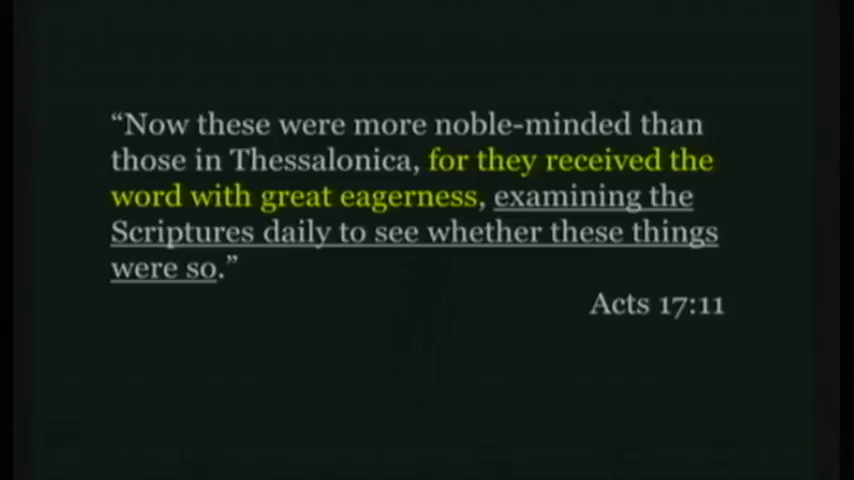 “Now these were more noble-minded than
those in Thessalonica, for they received the
word with great eagerness, examining the
Scriptures daily to see whether these things
were so.”
Acts 17:11